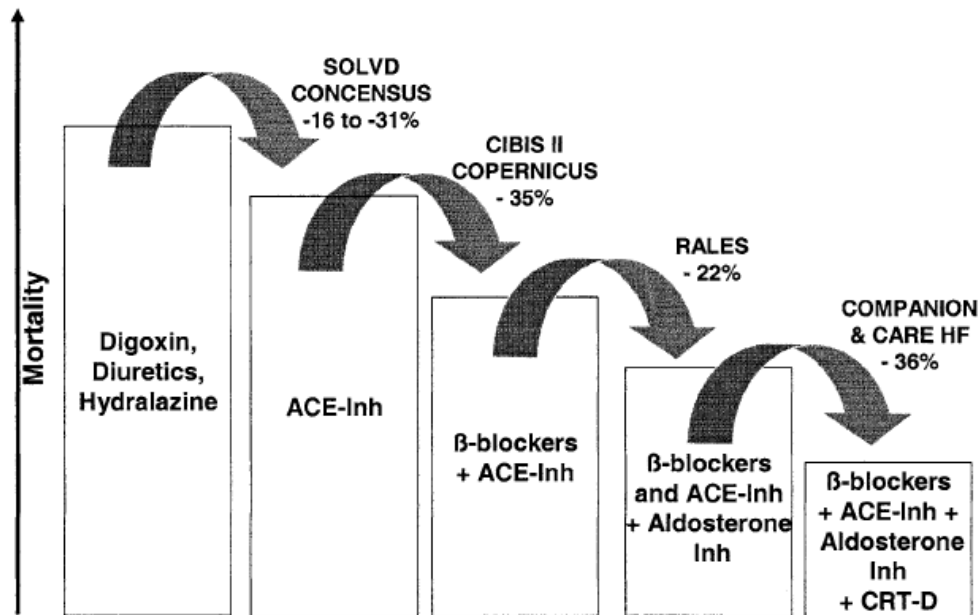 Mortality
SOLVD
CONCENSUS
-16 to -31%
CIBIS II
COPERNICUS
- 35%
RALES
- 22%
COMPANION
& CARE HF
- 36%
Digoxin,
Diuretics,
Hydralazine
ACE-Inh
ß-blockers
+ ACE-Inh
ß-blockers
and ACE-Inh
+ Aldosterone
Inh
ß-blockers
+ ACE-Inh +
Aldosterone
Inh
+ CRT-D